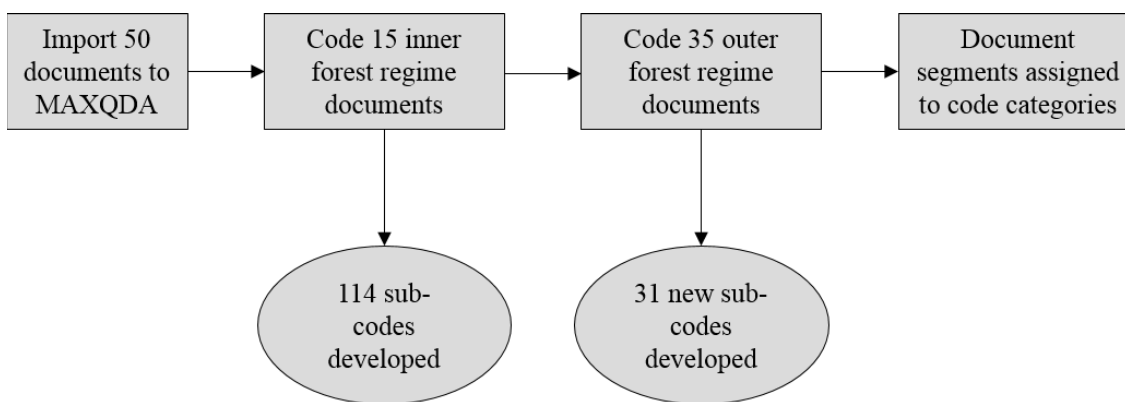 Import 50
documents to
MAXQDA
Code 15 inner
forest regime
documents
Code 35 outer
forest regime
documents
Document
segments assigned
to code categories
114 sub-
codes
developed
31 new sub-
codes
developed